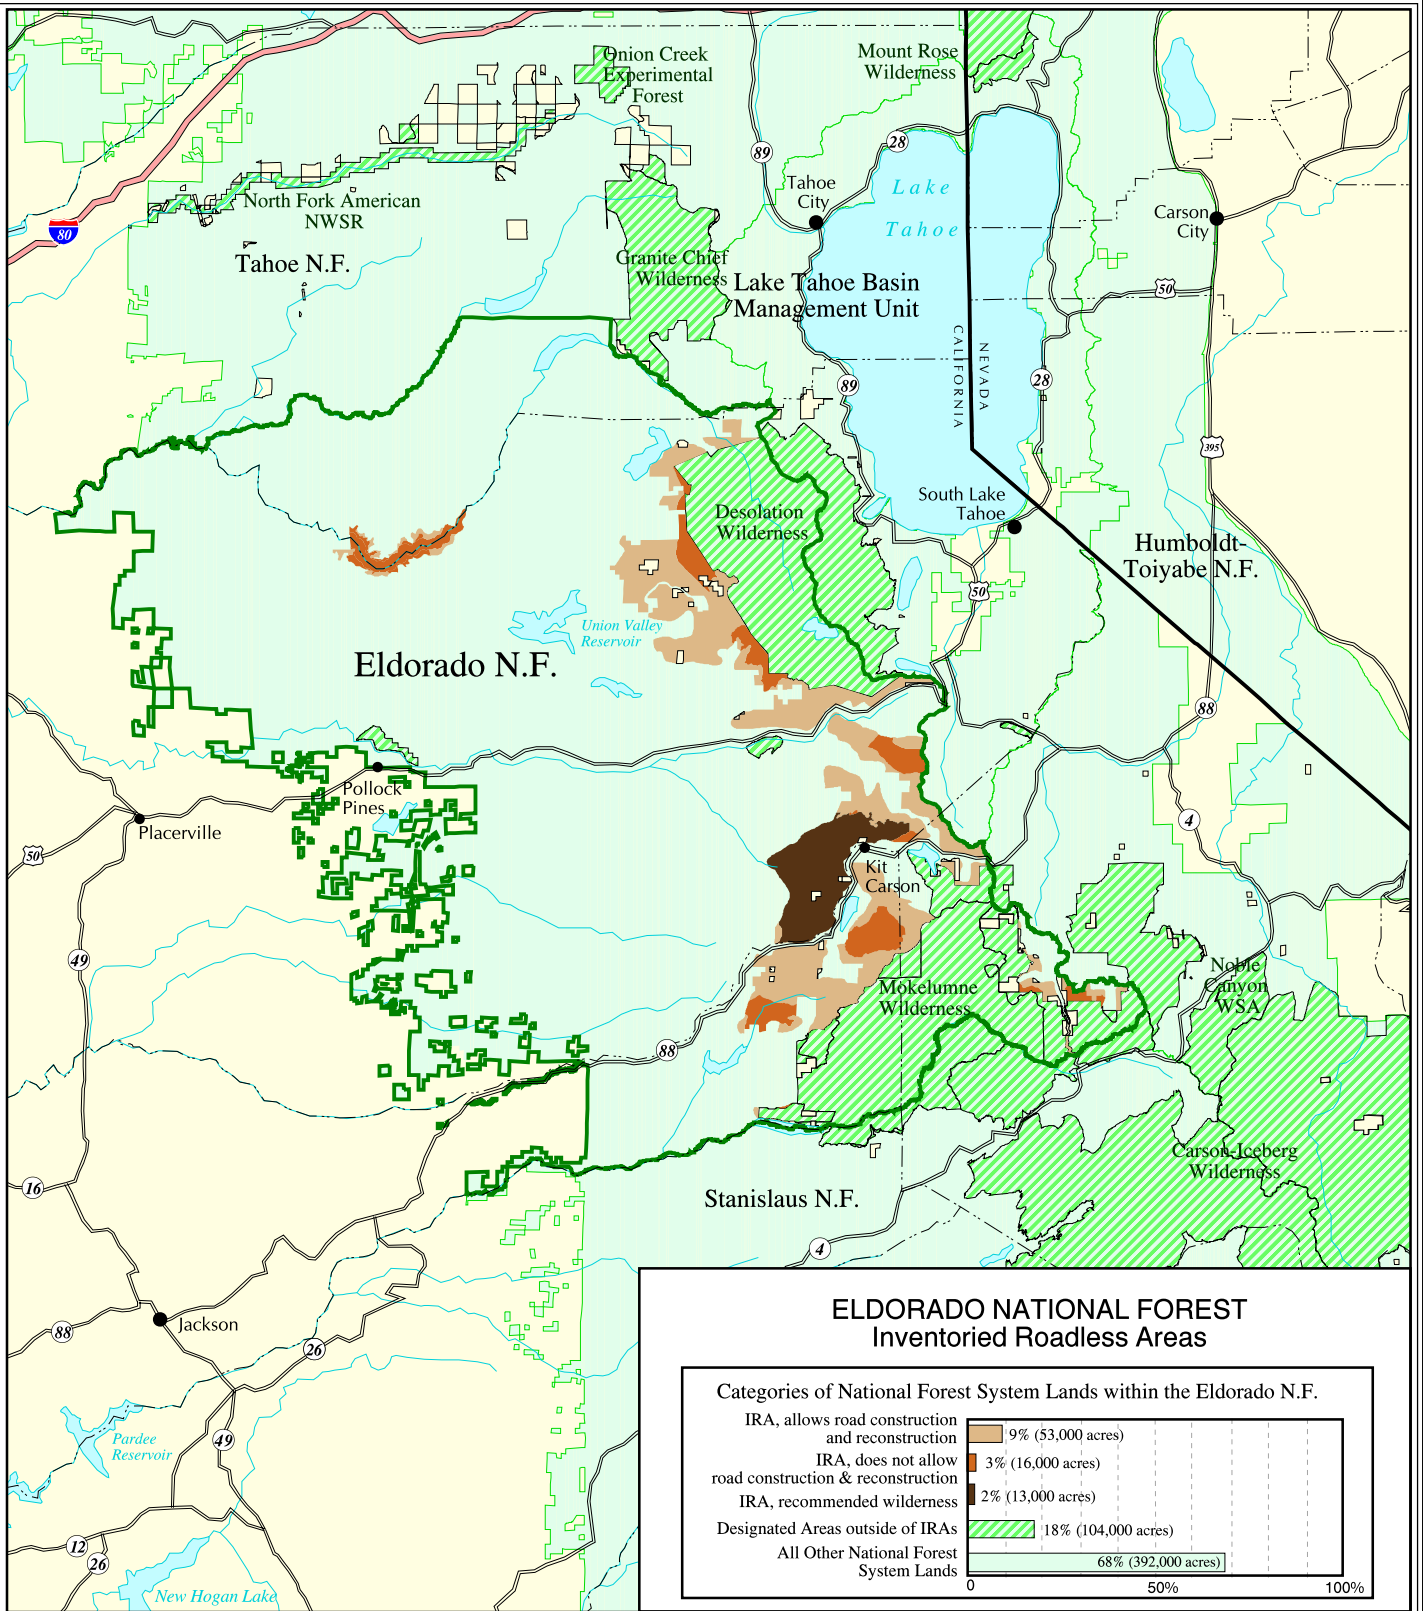 Onion Creek
Experimental
Forest
Mount Rose
Wilderness
89
28
Tahoe
City
Lake
Tahoe
Carson
City
North Fork American
NWSR
80
Tahoe N.F.
Granite Chief
Wilderness
Lake Tahoe Basin
Management Unit
50
CALIFORNIA
NEVADA
89
28
395
South Lake
Tahoe
Desolation
Wilderness
Humboldt-
Toiyabe N.F.
50
Union Valley
Reservoir
Eldorado N.F.
88
Pollock
Pines
Placerville
4
50
Kit
Carson
49
Noble
Canyon
WSA
Mokelumne
Wilderness
88
Carson-Iceberg
Wilderness
16
Stanislaus N.F.
4
Jackson
88
26
49
Pardee
Reservoir
12
26
New Hogan Lake
ELDORADO NATIONAL FOREST
Inventoried Roadless Areas
Categories of National Forest System Lands within the Eldorado N.F.
IRA, allows road construction
and reconstruction
9% (53,000 acres)
IRA, does not allow
road construction & reconstruction
3% (16,000 acres)
IRA, recommended wilderness
2% (13,000 acres)
Designated Areas outside of IRAs
18% (104,000 acres)
All Other National Forest
System Lands
68% (392,000 acres)
0
50%
100%